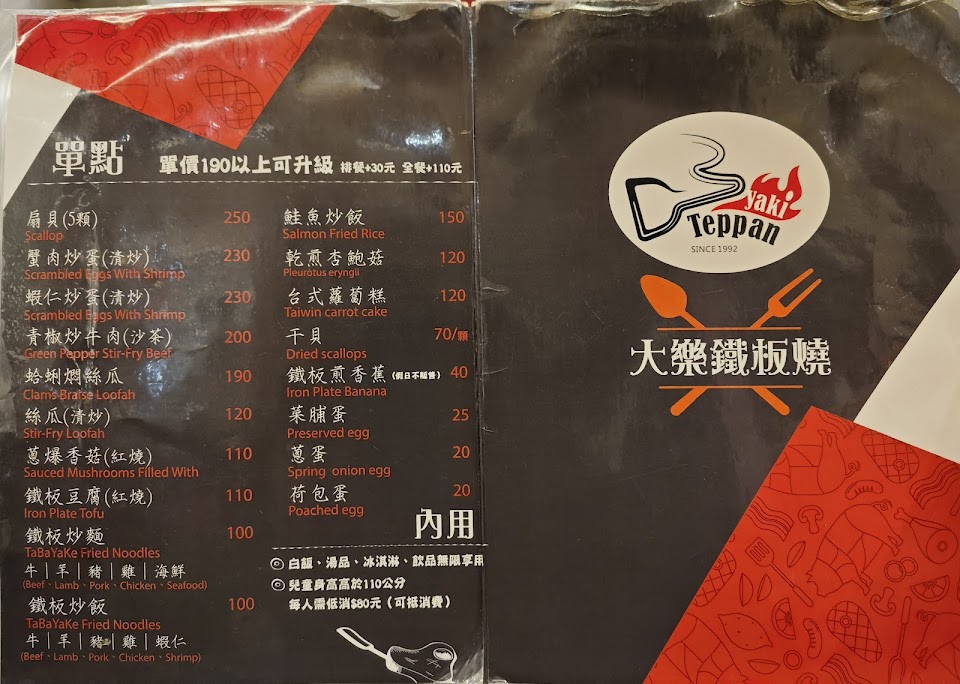 單點 單價190以上可升級 排餐+30元 全餐+110元
扇貝(5顆) 250
Scallop
蟹肉炒蛋(清炒) 230
Scrambled Eggs With Shrimp
蝦仁炒蛋(清炒) 230
Scrambled Eggs With Shrimp
青椒炒牛肉(沙茶) 200
Green Pepper Stir-Fry Beef
蛤蜊燜絲瓜 190
Clams Braise Loofah
絲瓜(清炒) 120
Stir-Fry Loofah
蔥爆香菇(紅燒) 110
Sauced Mushrooms Filled With
鐵板豆腐(紅燒) 110
Iron Plate Tofu
鐵板炒麵 100
TaBaYaKe Fried Noodles
牛｜羊｜豬｜雞｜海鮮
(Beef、Lamb、Pork、Chicken、Seafood)
鐵板炒飯 100
TaBaYaKe Fried Noodles
牛｜羊｜豬｜雞｜蝦仁
(Beef、Lamb、Pork、Chicken、Shrimp)
鮭魚炒飯 150
Salmon Fried Rice
乾煎杏鮑菇 120
Pleurotus eryngii
台式蘿蔔糕 120
Taiwin carrot cake
干貝 70/顆
Dried scallops
鐵板煎香蕉(假日不販售) 40
Iron Plate Banana
菜脯蛋 25
Preserved egg
蔥蛋 20
Spring onion egg
荷包蛋 20
Poached egg
內用
◎ 白飯、湯品、冰淇淋、飲品無限享用
◎ 兒童身高高於110公分
每人需低消$80元（可抵消費）
yaki
Teppan
SINCE 1992
大樂鐵板燒